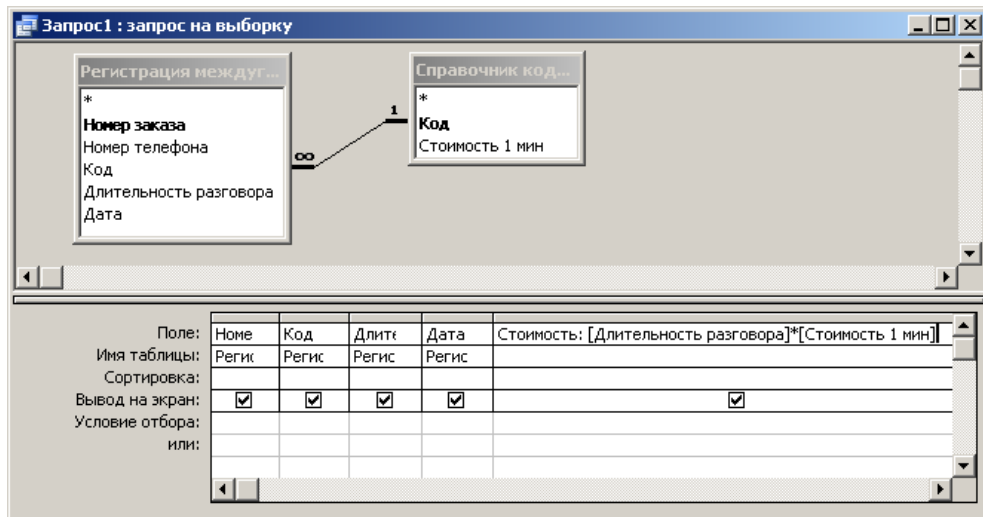 Запрос1 : запрос на выборку
Регистрация междуг...
*
Номер заказа
Номер телефона
Код
Длительность разговора
Дата
∞
1
Справочник код...
*
Код
Стоимость 1 мин
Поле: Номе Код Длите Дата Стоимость: [Длительность разговора]*[Стоимость 1 мин]
Имя таблицы: Регис Регис Регис Регис
Сортировка:
Вывод на экран:
Условие отбора:
или: